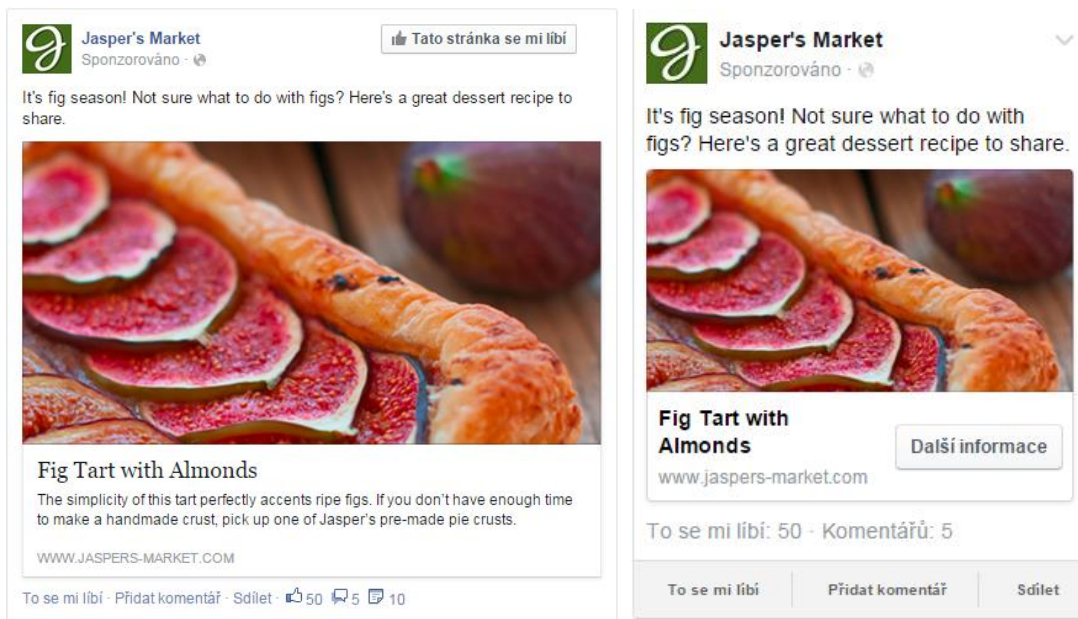 Jasper's Market
Tato stránka se mi líbí
Sponzorováno ·
It's fig season! Not sure what to do with figs? Here's a great dessert recipe to
share.
Fig Tart with Almonds
The simplicity of this tart perfectly accents ripe figs. If you don't have enough time
to make a handmade crust, pick up one of Jasper's pre-made pie crusts.
WWW.JASPERS-MARKET.COM
To se mi líbí · Přidat komentář · Sdílet · 50 5 10
Jasper's Market
Sponzorováno ·
It's fig season! Not sure what to do with
figs? Here's a great dessert recipe to share.
Fig Tart with
Almonds
Další informace
www.jaspers-market.com
To se mi líbí: 50 · Komentářů: 5
To se mi líbí Přidat komentář Sdílet